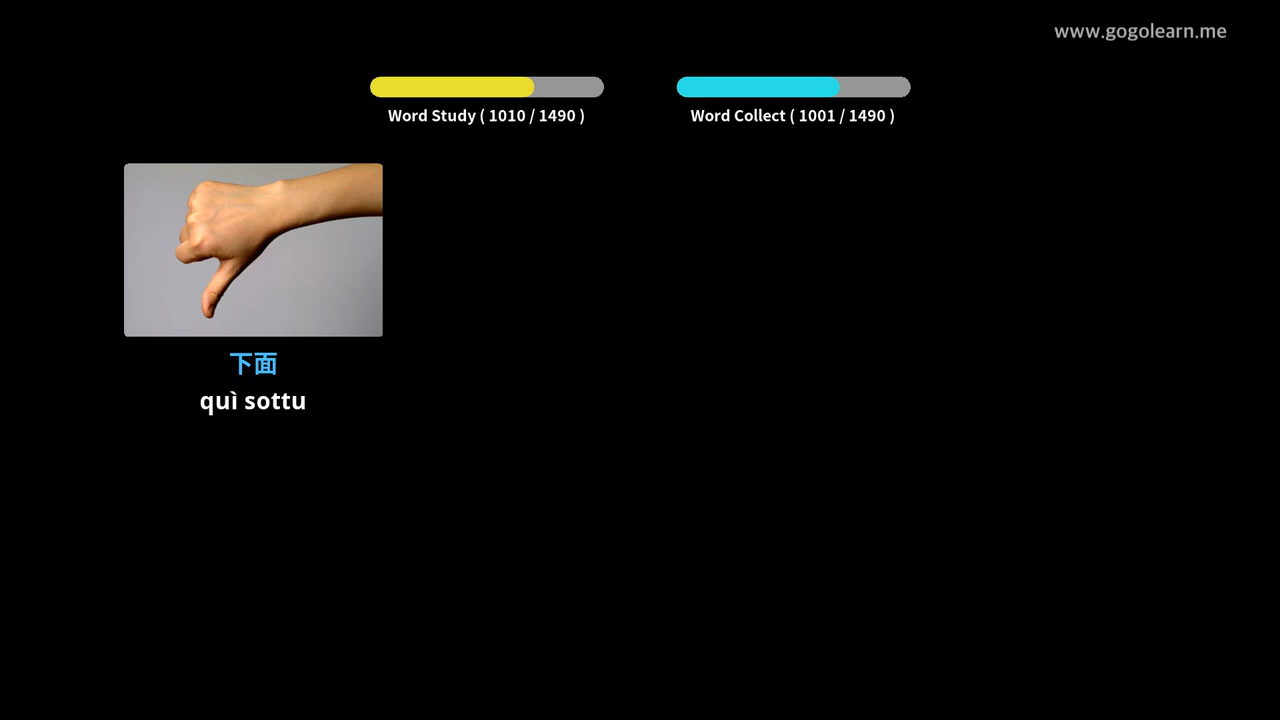 www.gogolearn.me
Word Study ( 1010 / 1490 )
Word Collect ( 1001 / 1490 )
下面
quì sottu